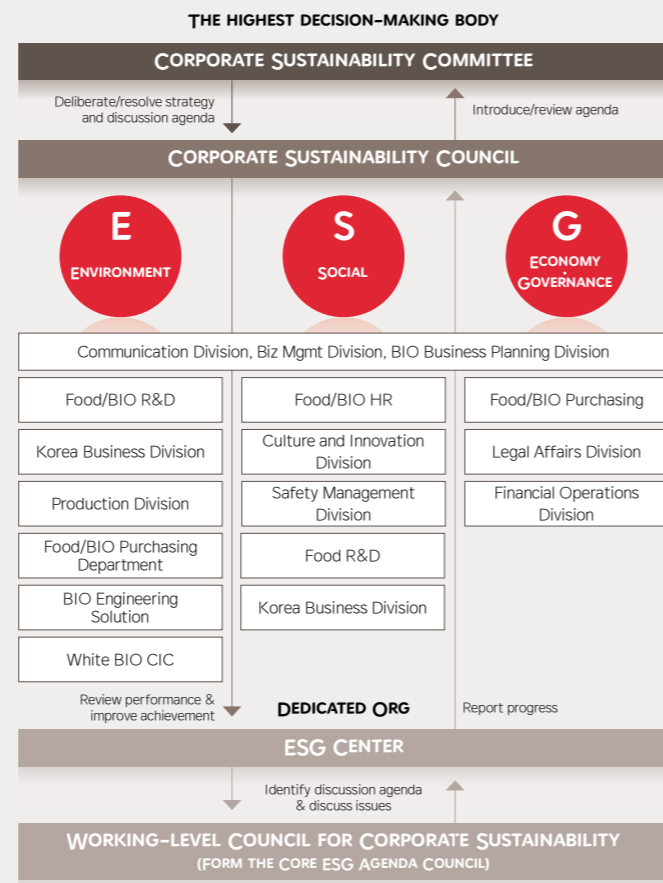 THE HIGHEST DECISION-MAKING BODY
CORPORATE SUSTAINABILITY COMMITTEE
Deliberate/resolve strategy
and discussion agenda
Introduce/review agenda
CORPORATE SUSTAINABILITY COUNCIL
E
ENVIRONMENT
S
SOCIAL
G
ECONOMY
·
GOVERNANCE
Communication Division, Biz Mgmt Division, BIO Business Planning Division
Food/BIO R&D
Korea Business Division
Production Division
Food/BIO Purchasing
Department
BIO Engineering
Solution
White BIO CIC
Food/BIO HR
Culture and Innovation
Division
Safety Management
Division
Food R&D
Korea Business Division
Food/BIO Purchasing
Legal Affairs Division
Financial Operations
Division
Review performance &
improve achievement
DEDICATED ORG
Report progress
ESG CENTER
Identify discussion agenda
& discuss issues
WORKING-LEVEL COUNCIL FOR CORPORATE SUSTAINABILITY
(FORM THE CORE ESG AGENDA COUNCIL)